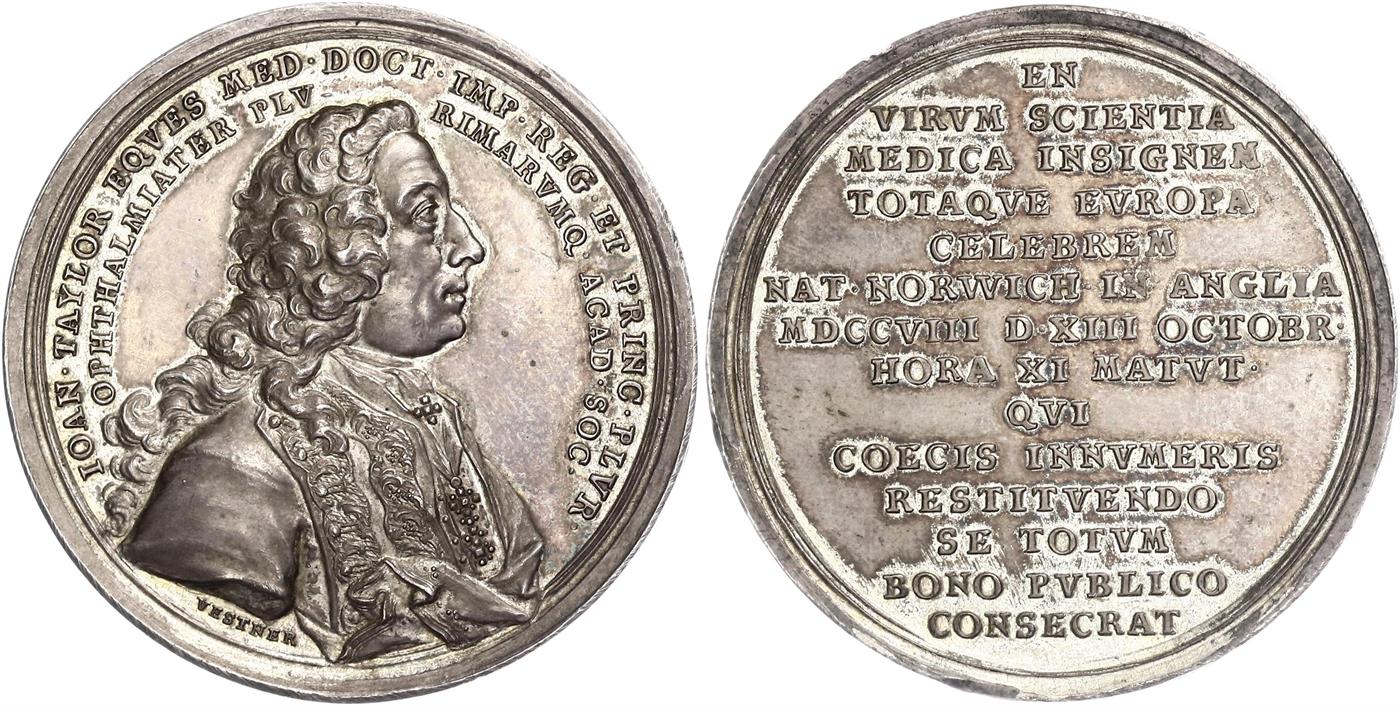 IOAN · TAYLOR EQVES MED · DOCT · IMP · REG · ET PRINC · PLVR ·
OPHTHALMIATER PLV RIMARVMQ · ACAD · SOC ·
VESTNER
EN
VIRVM SCIENTIA
MEDICA INSIGNEM
TOTAQVE EVROPA
CELEBREM
NAT · NORWICH · IN ANGLIA
MDCCVIII D · XIII OCTOBR ·
HORA XI MATVT ·
QVI
COECIS INNVMERIS
RESTITVENDO
SE TOTVM
BONO PVBLICO
CONSECRAT